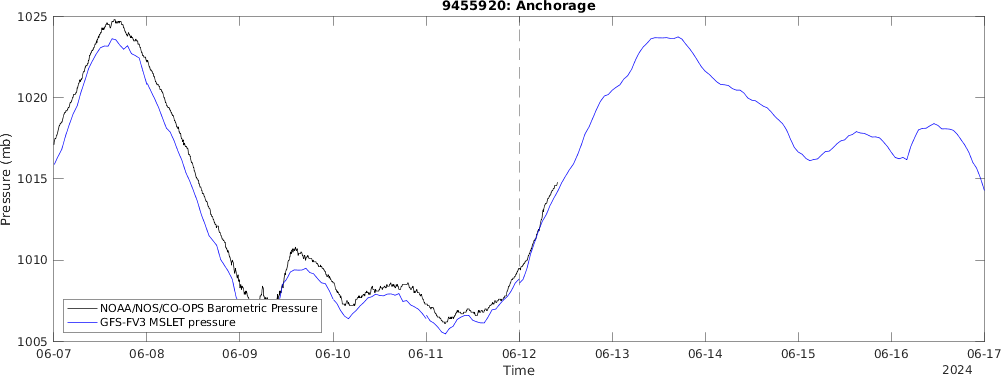 9455920: Anchorage
Pressure (mb)
1025
1020
1015
1010
1005
NOAA/NOS/CO-OPS Barometric Pressure
GFS-FV3 MSLET pressure
06-07 06-08 06-09 06-10 06-11 06-12 06-13 06-14 06-15 06-16 06-17
Time
2024